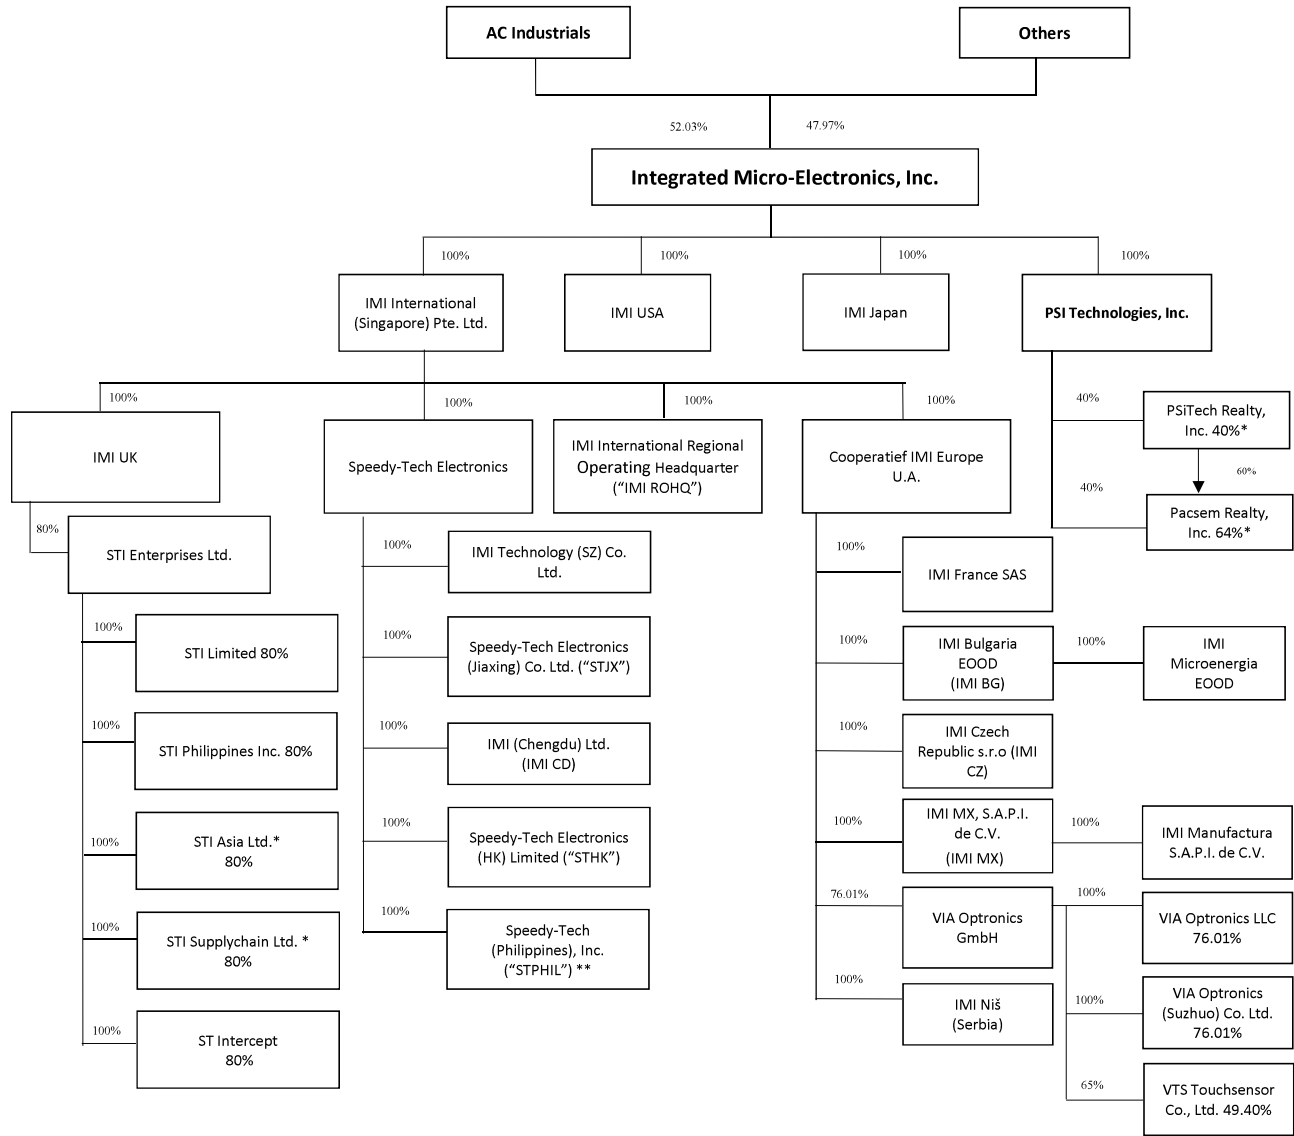 AC Industrials
Others
52.03%
47.97%
Integrated Micro-Electronics, Inc.
100%
100%
100%
100%
IMI International
(Singapore) Pte. Ltd.
IMI USA
IMI Japan
PSI Technologies, Inc.
100%
100%
100%
100%
IMI UK
Speedy-Tech Electronics
IMI International Regional
Operating Headquarter
(“IMI ROHQ”)
Cooperatief IMI Europe
U.A.
40%
PSiTech Realty,
Inc. 40%*
60%
40%
Pacsem Realty,
Inc. 64%*
80%
STI Enterprises Ltd.
100%
STI Limited 80%
100%
STI Philippines Inc. 80%
100%
STI Asia Ltd.*
80%
100%
STI Supplychain Ltd. *
80%
100%
ST Intercept
80%
100%
IMI Technology (SZ) Co.
Ltd.
100%
Speedy-Tech Electronics
(Jiaxing) Co. Ltd. (“STJX”)
100%
IMI (Chengdu) Ltd.
(IMI CD)
100%
Speedy-Tech Electronics
(HK) Limited (“STHK”)
100%
Speedy-Tech
(Philippines), Inc.
(“STPHIL”) **
100%
IMI France SAS
100%
IMI Bulgaria
EOOD
(IMI BG)
100%
IMI
Microenergia
EOOD
100%
IMI Czech
Republic s.r.o (IMI
CZ)
100%
IMI MX, S.A.P.I.
de C.V.
(IMI MX)
100%
IMI Manufactura
S.A.P.I. de C.V.
76.01%
VIA Optronics
GmbH
100%
VIA Optronics LLC
76.01%
100%
VIA Optronics
(Suzhuo) Co. Ltd.
76.01%
65%
VTS Touchsensor
Co., Ltd. 49.40%
100%
IMI Niš
(Serbia)